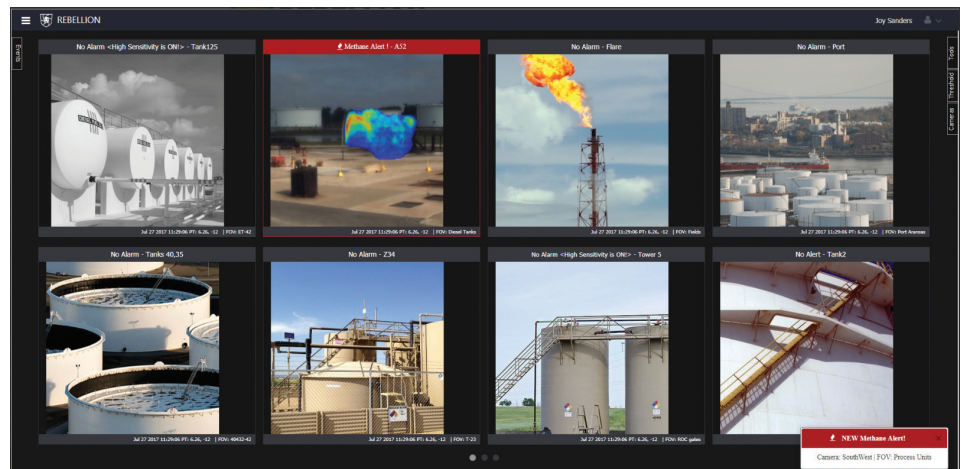 REBELLION
Joy Sanders
Events
Tools
Threshold
Cameras
No Alarm <High Sensitivity is ON!> - Tank125
Methane Alert ! - A52
No Alarm - Flare
No Alarm - Port
Jul 27 2017 11:29:06 PT: 6.26, -12 | FOV: ET-42
Jul 27 2017 11:29:06 PT: 6.26, -12 | FOV: Diesel Tanks
Jul 27 2017 11:29:06 PT: 6.26, -12 | FOV: Fields
Jul 27 2017 11:29:06 PT: 6.26, -12 | FOV: Port Aransas
No Alarm - Tanks 40,35
No Alarm - Z34
No Alarm <High Sensitivity is ON!> - Tower 5
No Alert - Tank2
Jul 27 2017 11:29:06 PT: 6.26, -12 | FOV: 40432-42
Jul 27 2017 11:29:06 PT: 6.26, -12 | FOV: T-23
Jul 27 2017 11:29:06 PT: 6.26, -12 | FOV: ROC gates
NEW Methane Alert!
Camera: SouthWest | FOV: Process Units